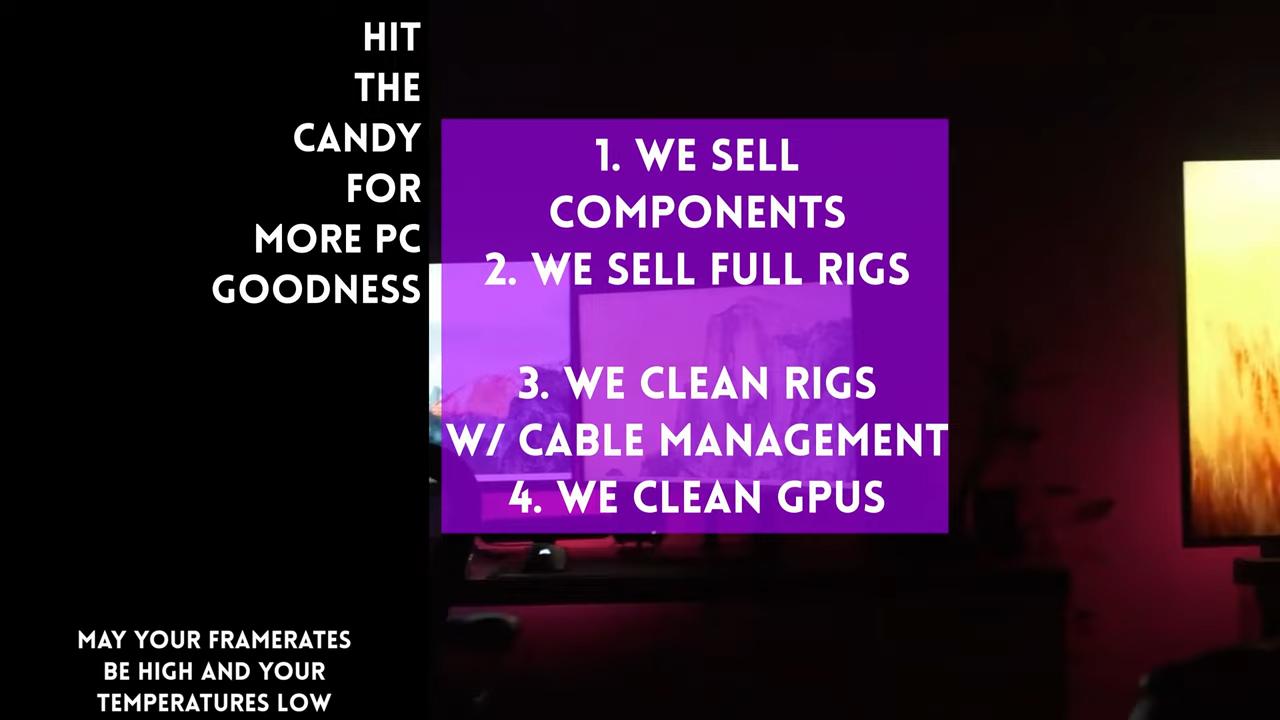 HIT
THE
CANDY
FOR
MORE PC
GOODNESS
1. WE SELL
COMPONENTS
2. WE SELL FULL RIGS
3. WE CLEAN RIGS
W/ CABLE MANAGEMENT
4. WE CLEAN GPUS
MAY YOUR FRAMERATES
BE HIGH AND YOUR
TEMPERATURES LOW